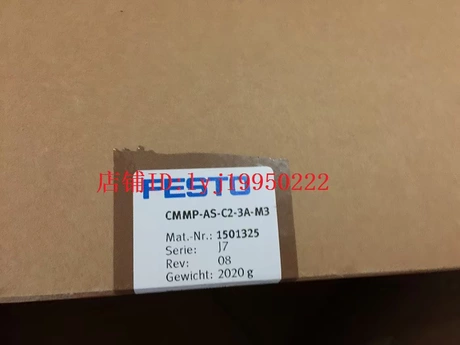 店铺ID:lyj19950222
FESTO
CMMP-AS-C2-3A-M3
Mat.-Nr.: 1501325
Serie: J7
Rev: 08
Gewicht: 2020 g